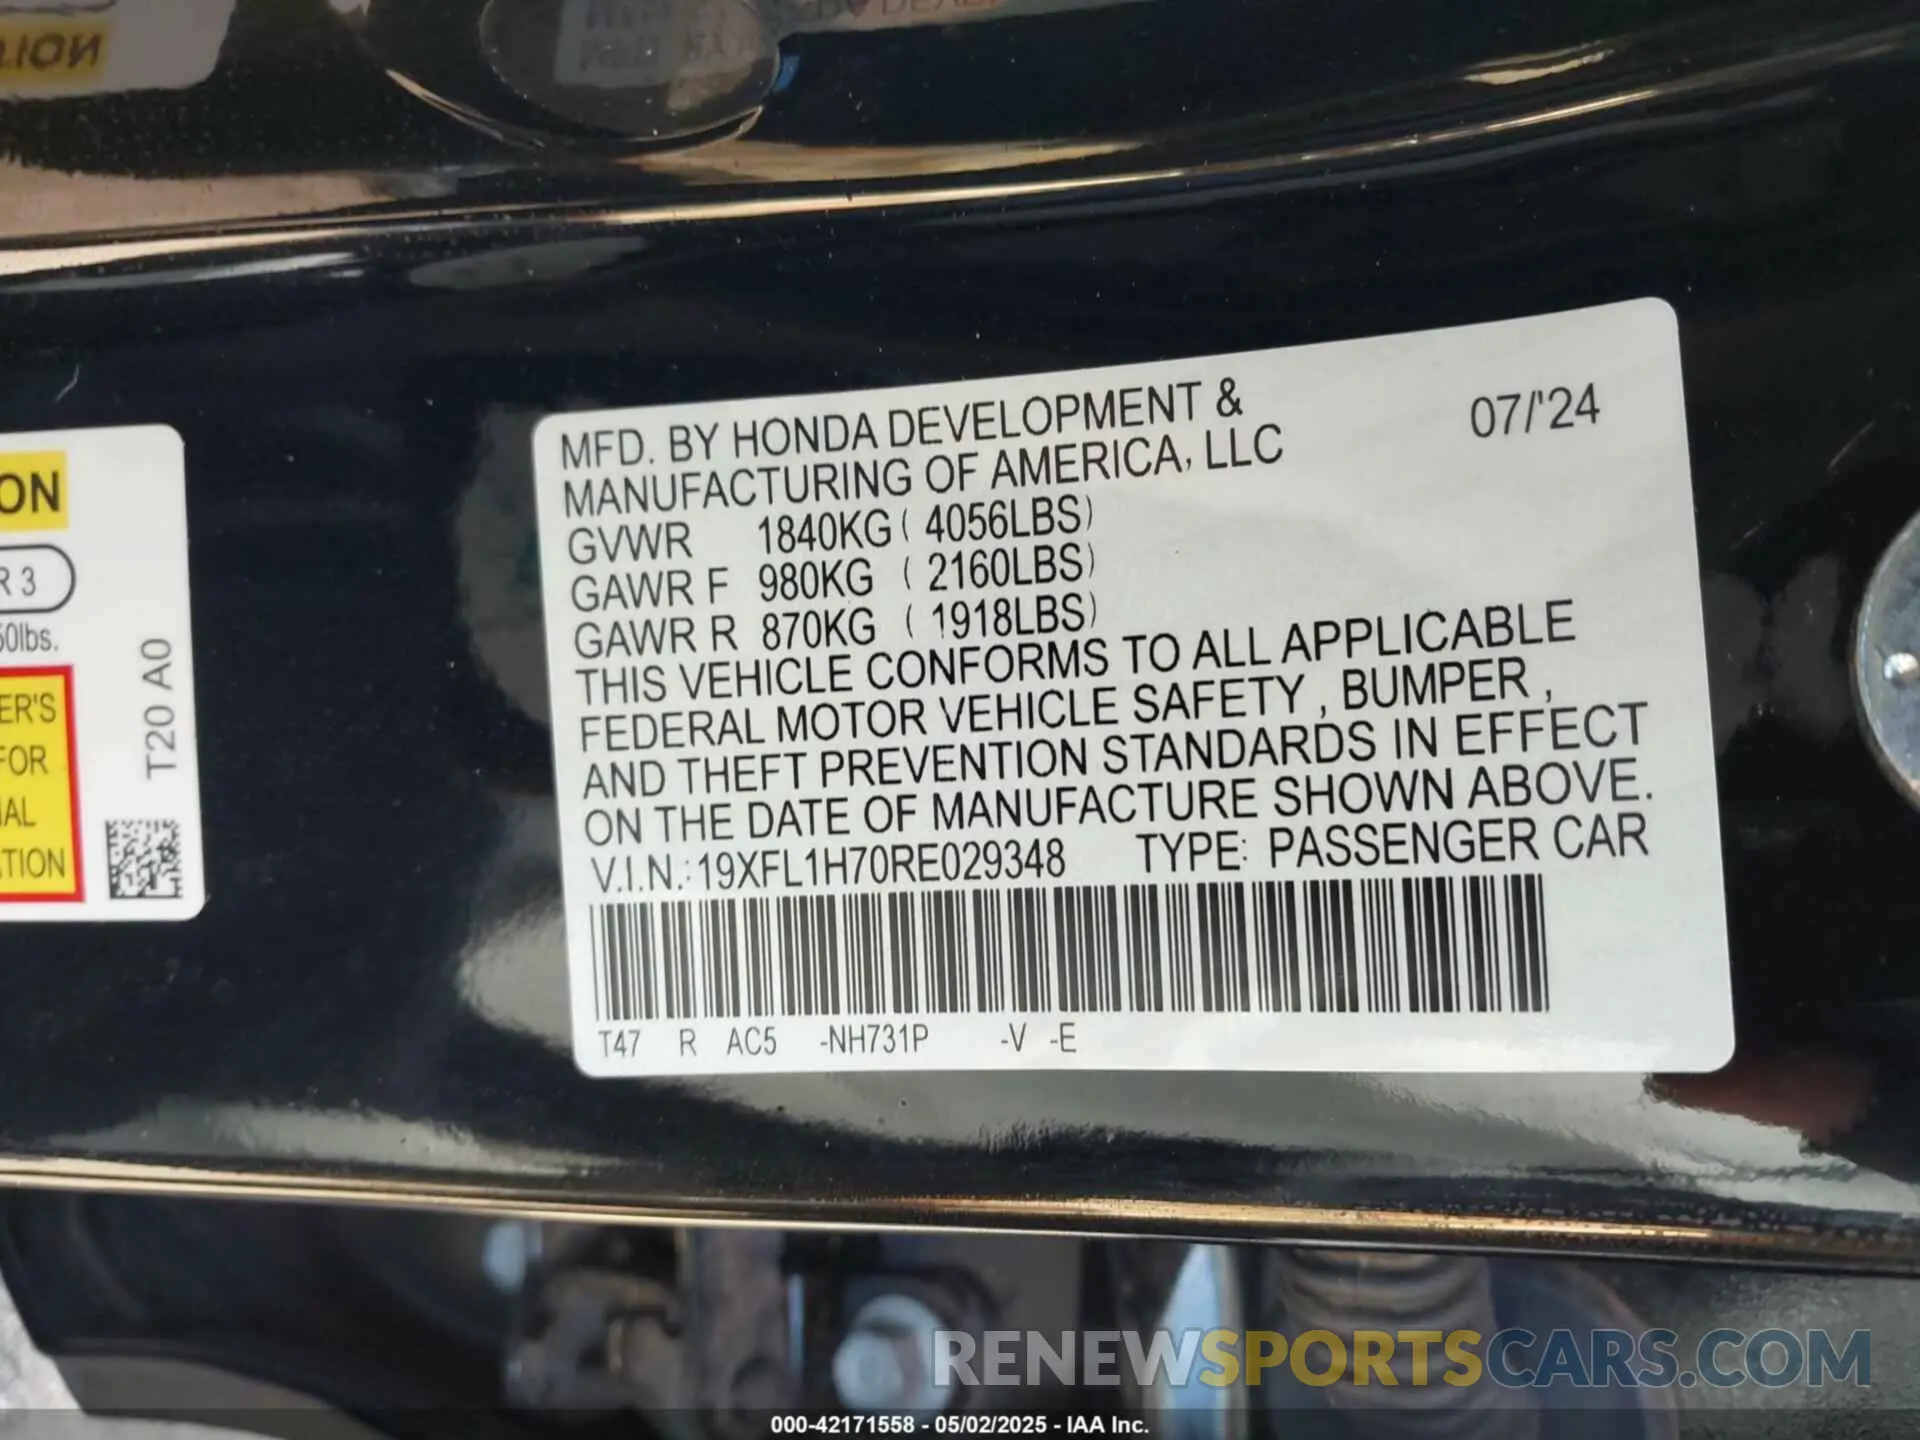 ON
R 3
60lbs.
ER'S
FOR
IAL
TION
T20 A0
MFD. BY HONDA DEVELOPMENT &
MANUFACTURING OF AMERICA, LLC
07/'24
GVWR 1840KG ( 4056LBS)
GAWR F 980KG ( 2160LBS)
GAWR R 870KG ( 1918LBS)
THIS VEHICLE CONFORMS TO ALL APPLICABLE
FEDERAL MOTOR VEHICLE SAFETY , BUMPER ,
AND THEFT PREVENTION STANDARDS IN EFFECT
ON THE DATE OF MANUFACTURE SHOWN ABOVE.
V.I.N.: 19XFL1H70RE029348 TYPE: PASSENGER CAR
T47 R AC5 -NH731P -V -E
RENEWSPORTSCARS.COM
000-42171558 - 05/02/2025 - IAA Inc.